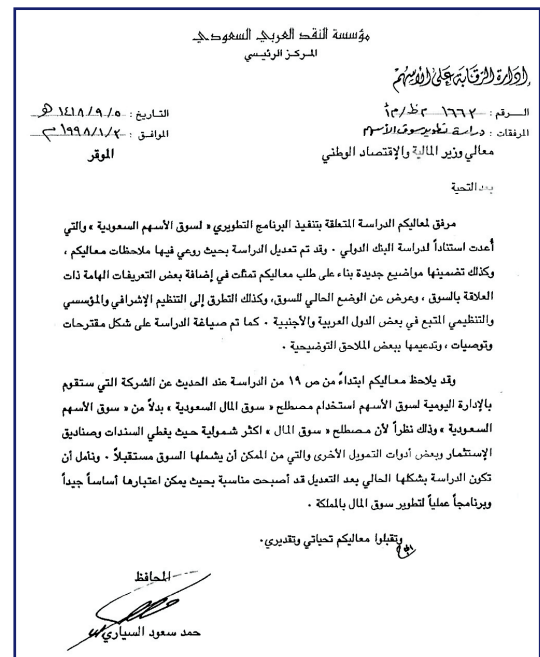 مؤسسة النقد العربي السعودي
المركز الرئيسي
إدارة الرقابة على الأسهم
الرقم : ١٦٦٢ / م ظ / م أ
التاريخ : ١٤١٨/٩/٥ هـ
المرفقات : دراسة تطوير سوق الأسهم
الموافق : ١٩٩٨/١/٣ م
معالي وزير المالية والإقتصاد الوطني
الموقر
بعد التحية
مرفق لمعاليكم الدراسة المتعلقة بتنفيذ البرنامج التطويري « لسوق الأسهم السعودية » والتي
أعدت استناداً لدراسة البنك الدولي . وقد تم تعديل الدراسة بحيث روعي فيها ملاحظات معاليكم ،
وكذلك تضمينها مواضيع جديدة بناء على طلب معاليكم تمثلت في إضافة بعض التعريفات الهامة ذات
العلاقة بالسوق ، وعرض عن الوضع الحالي للسوق، وكذلك التطرق إلى التنظيم الإشرافي والمؤسسي
والتنظيمي المتبع في بعض الدول العربية والأجنبية . كما تم صياغة الدراسة على شكل مقترحات
وتوصيات ، وتدعيمها ببعض الملاحق التوضيحية .
وقد يلاحظ معاليكم ابتداءً من ص ١٩ من الدراسة عند الحديث عن الشركة التي ستقوم
بالإدارة اليومية لسوق الأسهم استخدام مصطلح « سوق المال السعودية » بدلاً من « سوق الأسهم
السعودية » وذلك نظراً لأن مصطلح « سوق المال » اكثر شمولية حيث يغطي السندات وصناديق
الإستثمار وبعض أدوات التمويل الأخرى والتي من الممكن أن يشملها السوق مستقبلاً . ونأمل أن
تكون الدراسة بشكلها الحالي بعد التعديل قد أصبحت مناسبة بحيث يمكن اعتبارها أساساً جيداً
وبرنامجاً عملياً لتطوير سوق المال بالمملكة .
وتقبلوا معاليكم تحياتي وتقديري.
المحافظ
حمد سعود السياري